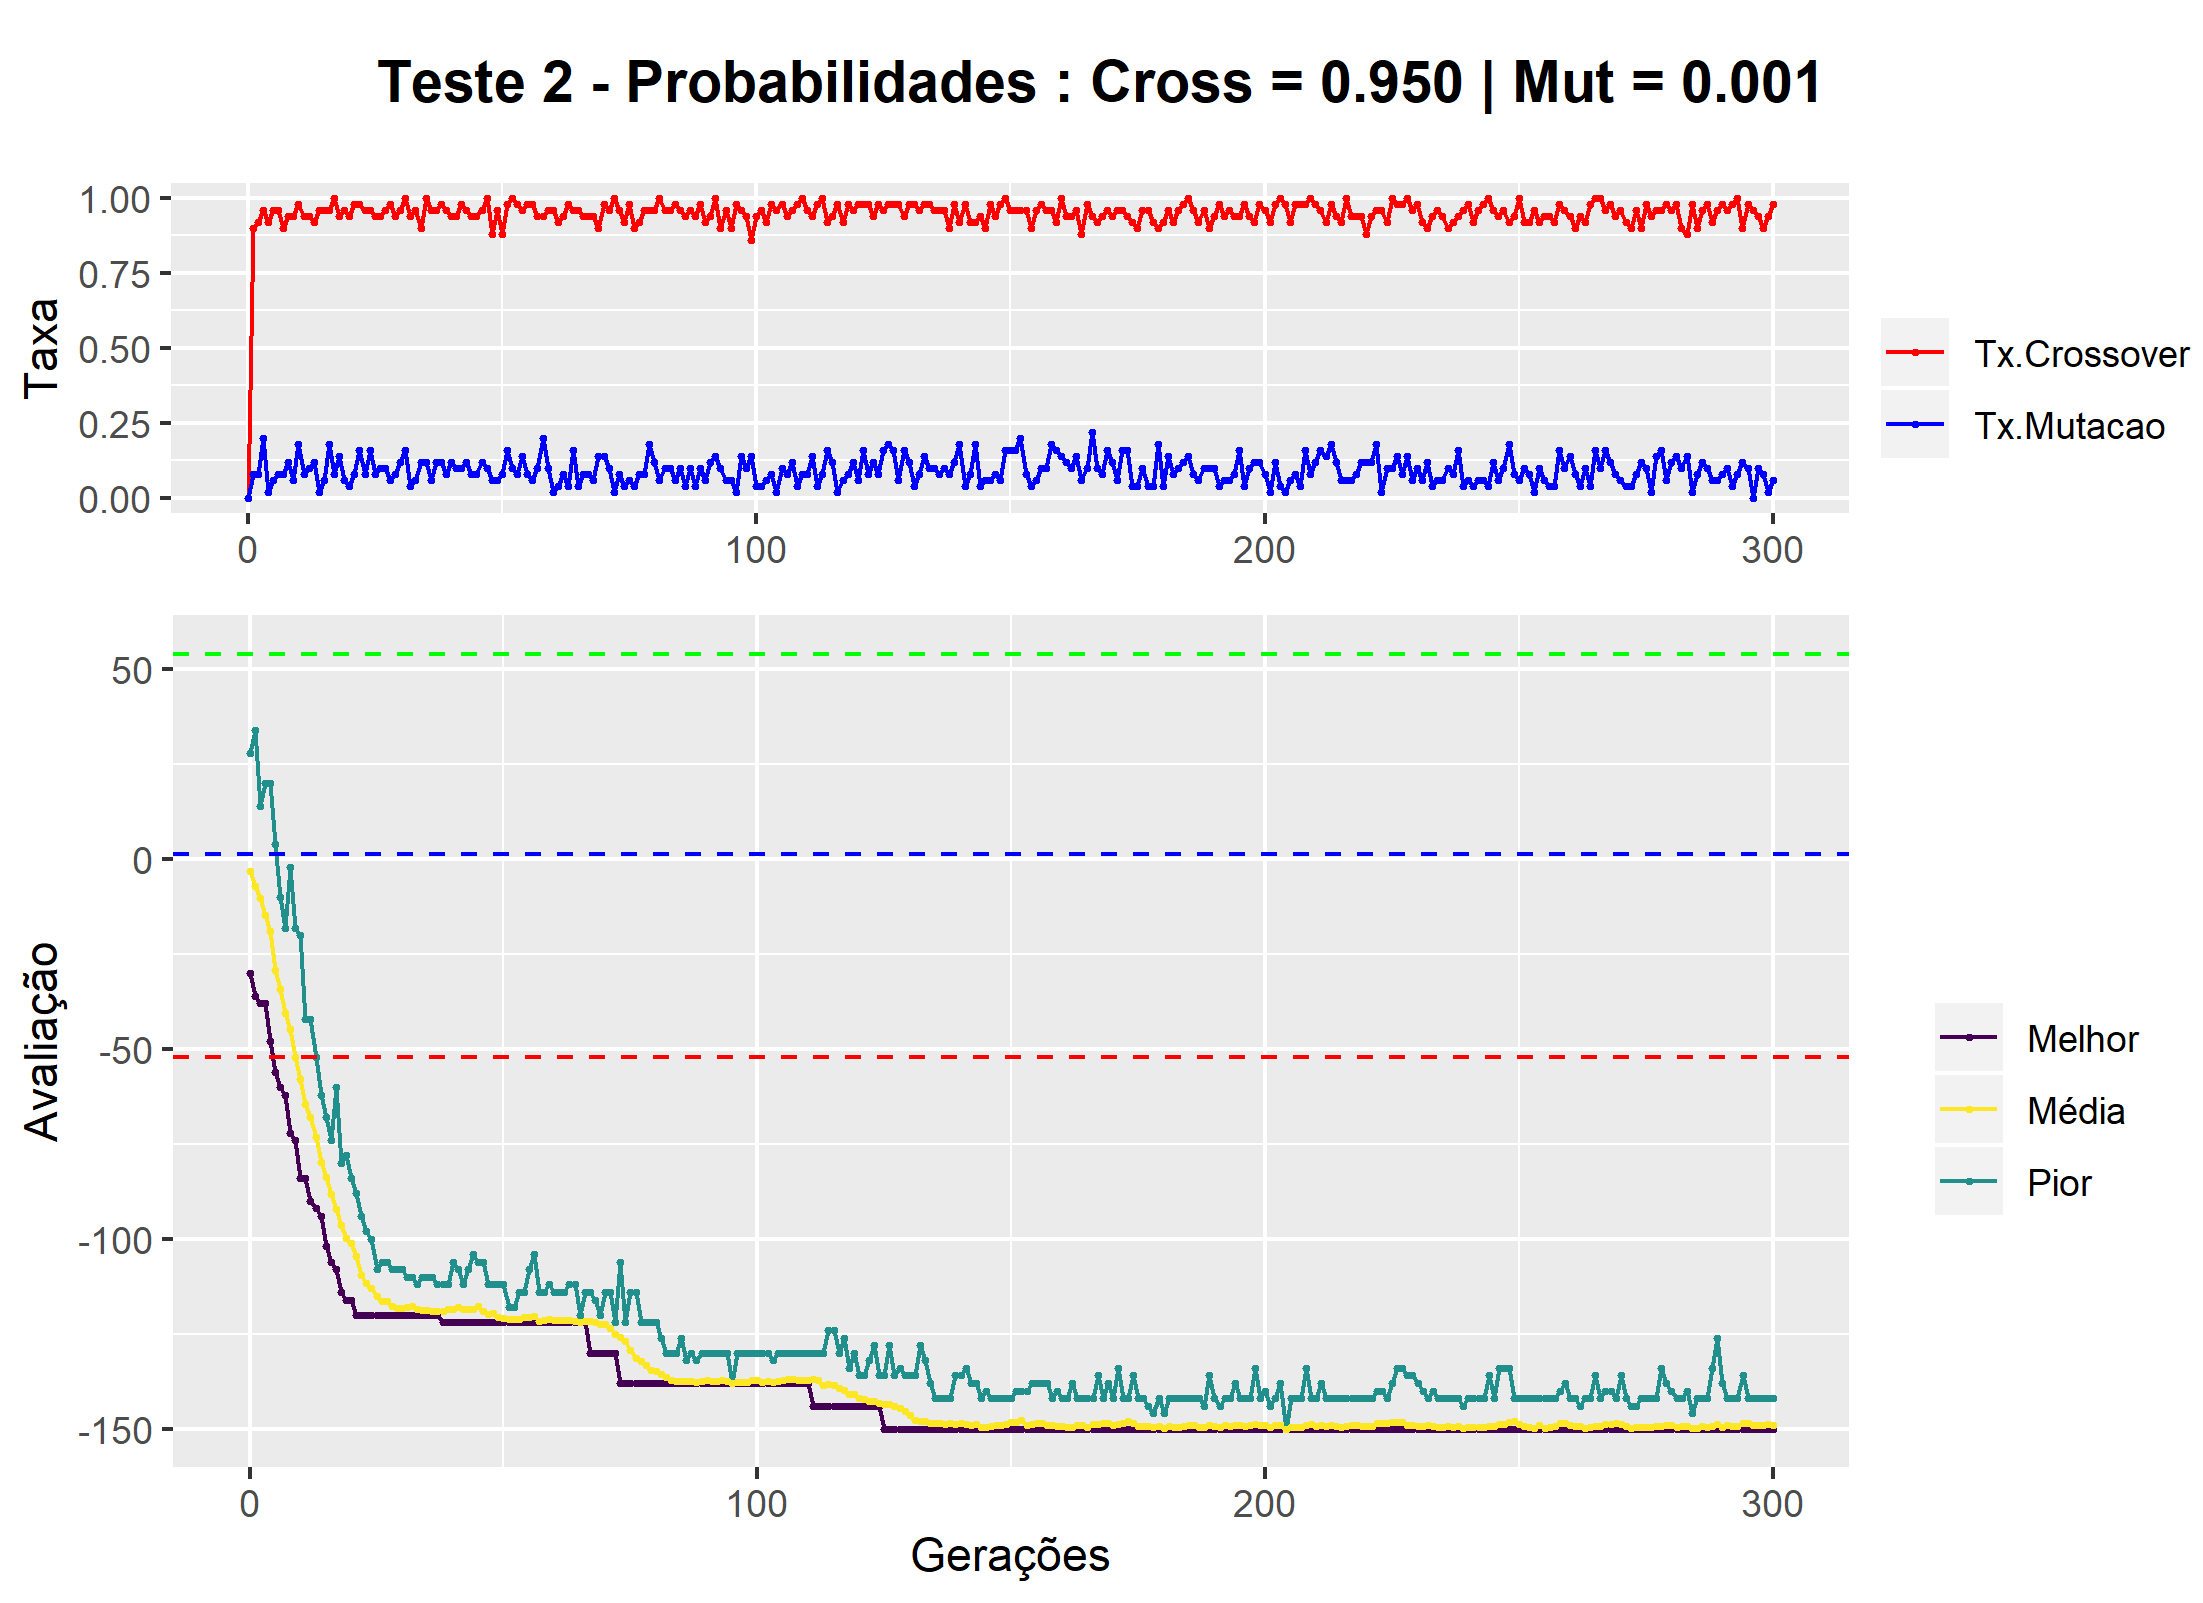 Teste 2 - Probabilidades : Cross = 0.950 | Mut = 0.001
Taxa
1.00
0.75
0.50
0.25
0.00
0 100 200 300
Tx.Crossover
Tx.Mutacao
Avaliação
50
0
-50
-100
-150
0 100 200 300
Gerações
Melhor
Média
Pior